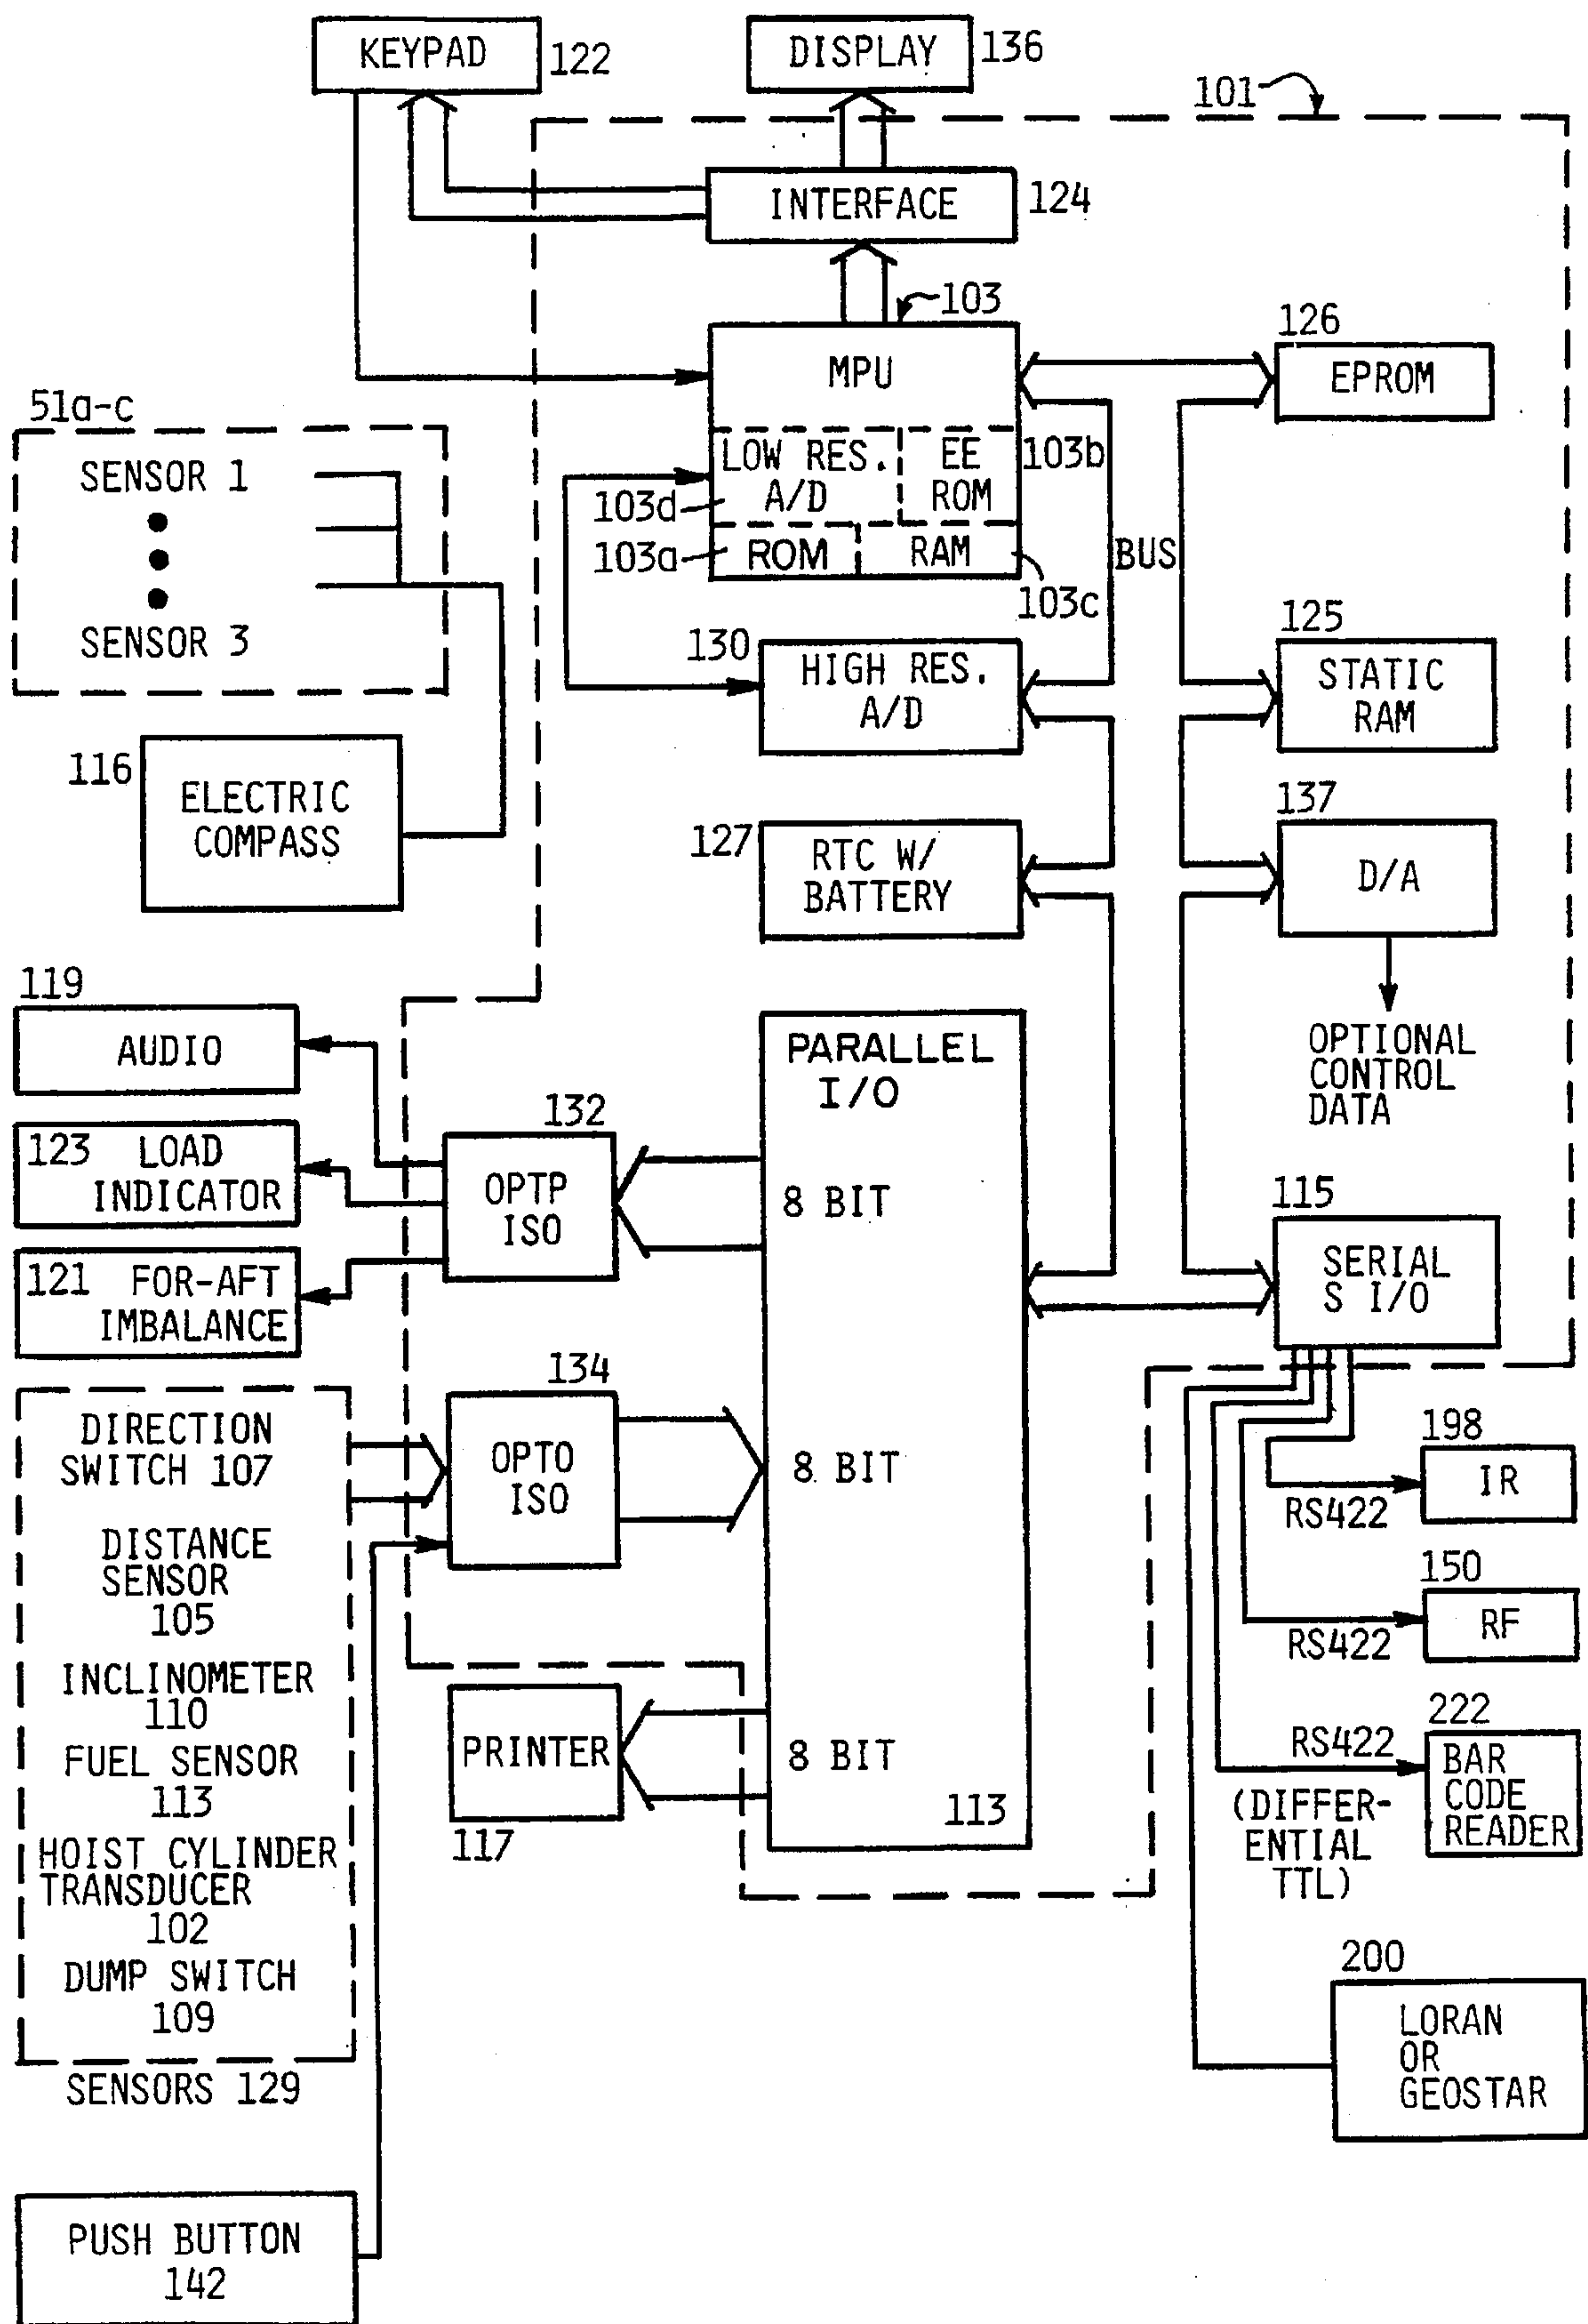 KEYPAD
122
DISPLAY
136
101
INTERFACE
124
103
MPU
LOW RES.
A/D
EE
ROM
103b
103d
103a
ROM
RAM
103c
126
EPROM
BUS
51a-c
SENSOR 1
SENSOR 3
130
HIGH RES.
A/D
125
STATIC
RAM
116
ELECTRIC
COMPASS
127
RTC W/
BATTERY
137
D/A
OPTIONAL
CONTROL
DATA
119
AUDIO
123 LOAD
INDICATOR
121 FOR-AFT
IMBALANCE
132
OPTP
ISO
PARALLEL
I/O
8 BIT
115
SERIAL
S I/O
134
OPTO
ISO
8 BIT
DIRECTION
SWITCH 107
DISTANCE
SENSOR
105
INCLINOMETER
110
FUEL SENSOR
113
HOIST CYLINDER
TRANSDUCER
102
DUMP SWITCH
109
SENSORS 129
PRINTER
117
8 BIT
113
198
IR
RS422
150
RF
RS422
222
BAR
CODE
READER
RS422
(DIFFER-
ENTIAL
TTL)
200
LORAN
OR
GEOSTAR
PUSH BUTTON
142